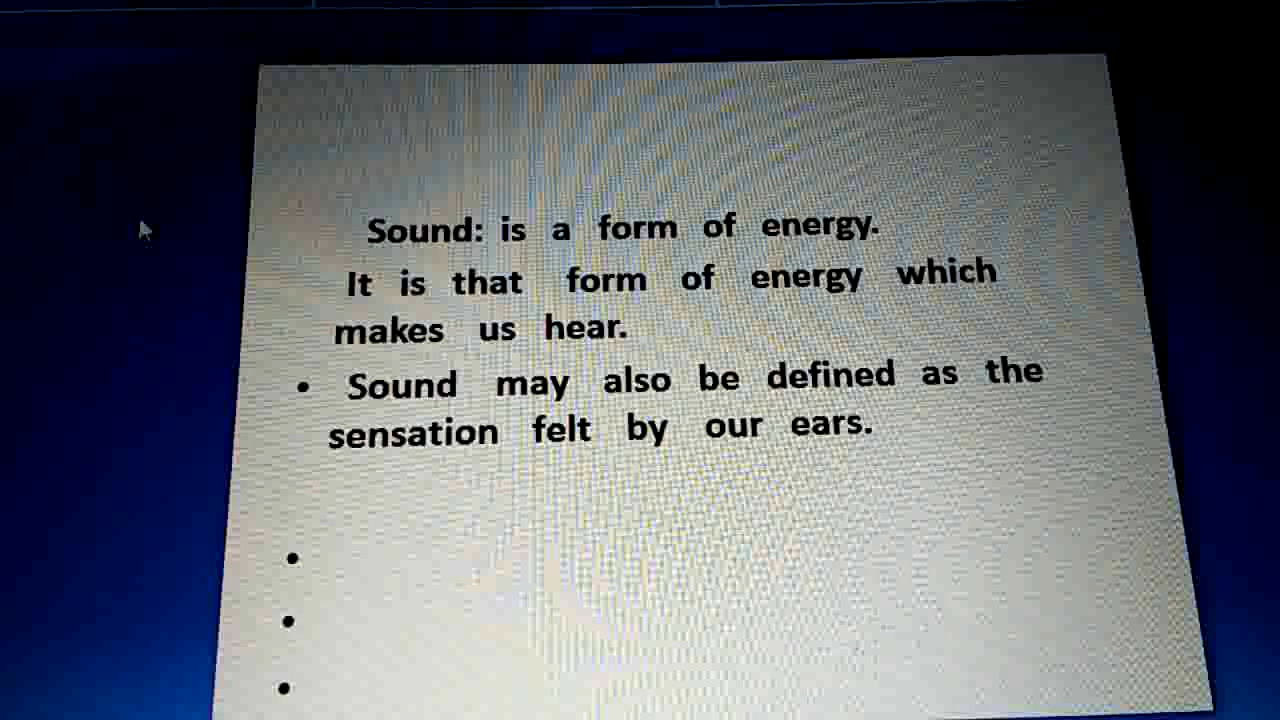 Sound: is a form of energy.
It is that form of energy which
makes us hear.
• Sound may also be defined as the
sensation felt by our ears.
•
•
•